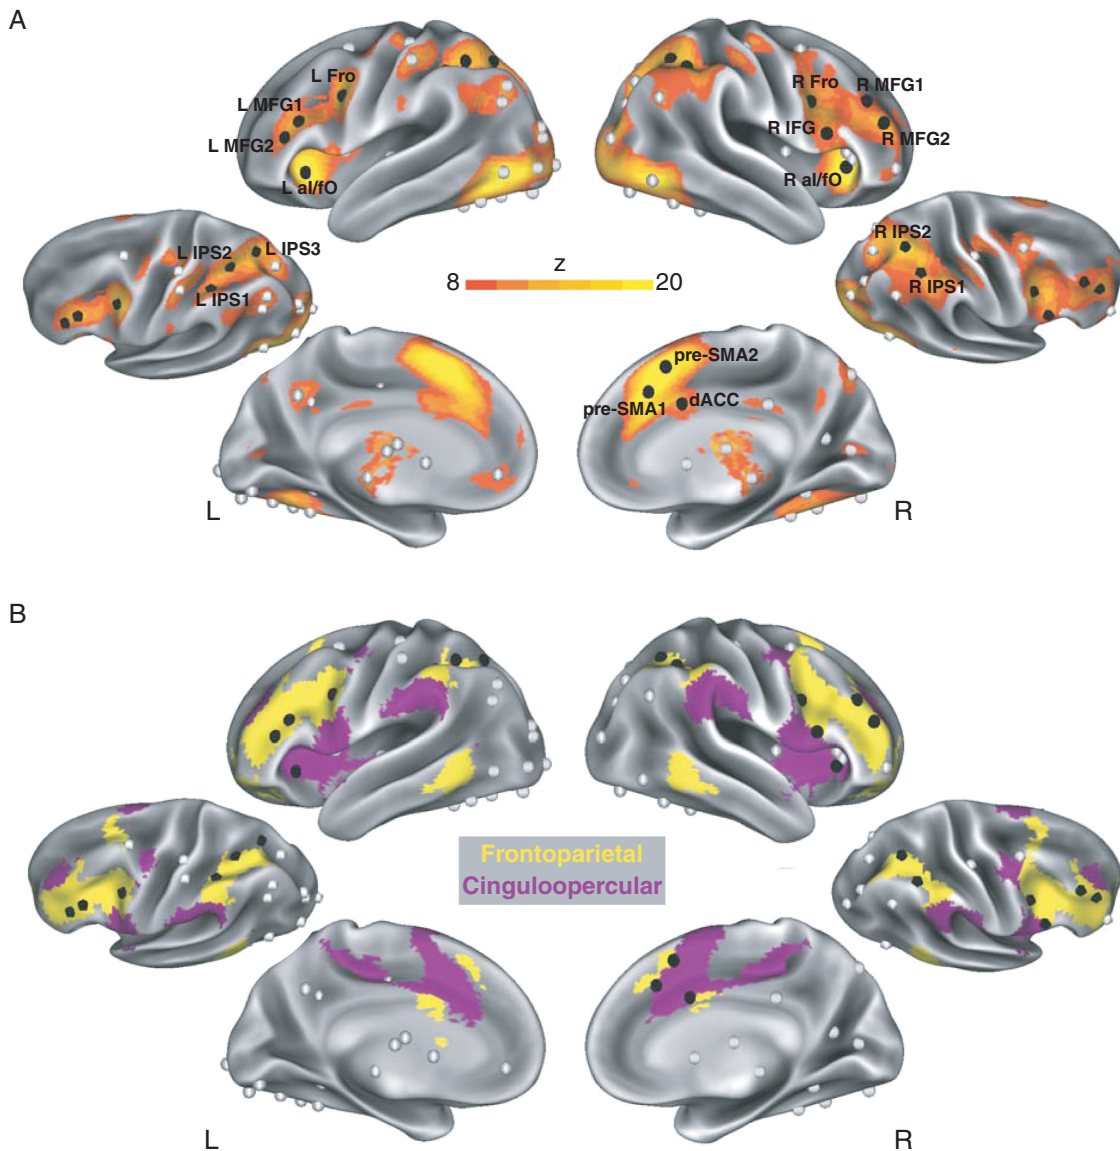 A
L Fro
L MFG1
L MFG2
L aI/fO
R Fro
R MFG1
R IFG
R MFG2
R aI/fO
L IPS2
L IPS3
L IPS1
z
8 20
R IPS2
R IPS1
pre-SMA2
pre-SMA1
dACC
L R
B
Frontoparietal
Cinguloopercular
L R